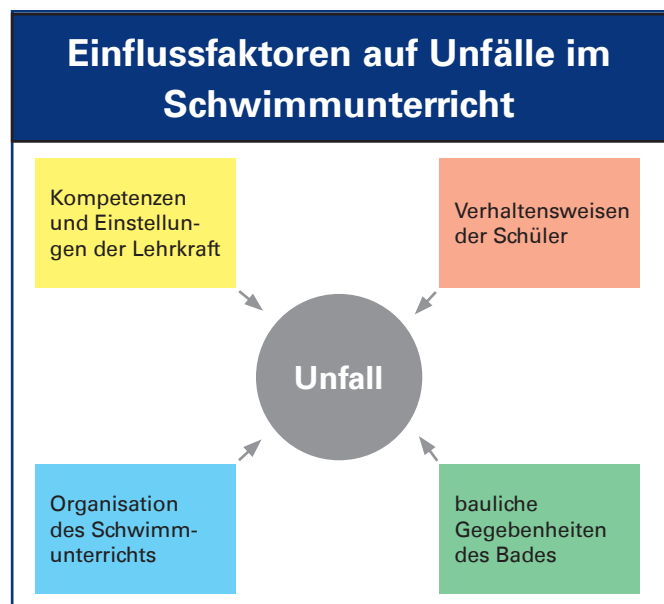 Einflussfaktoren auf Unfälle im
Schwimmunterricht
Kompetenzen
und Einstellun-
gen der Lehrkraft
Verhaltensweisen
der Schüler
Unfall
Organisation
des Schwimm-
unterrichts
bauliche
Gegebenheiten
des Bades